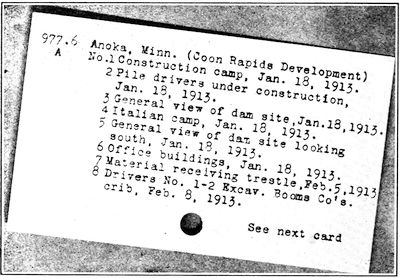 977.6 Anoka, Minn. (Coon Rapids Development)
A No.1 Construction camp, Jan. 18, 1913.
2 Pile drivers under construction,
Jan. 18, 1913.
3 General view of dam site, Jan.18,1913.
4 Italian camp, Jan. 18, 1913.
5 General view of dam site looking
south, Jan. 18, 1913.
6 Office buildings, Jan. 18, 1913.
7 Material receiving trestle, Feb.5,1913
8 Drivers No. 1-2 Excav. Booms Co's.
crib, Feb. 8, 1913.
See next card